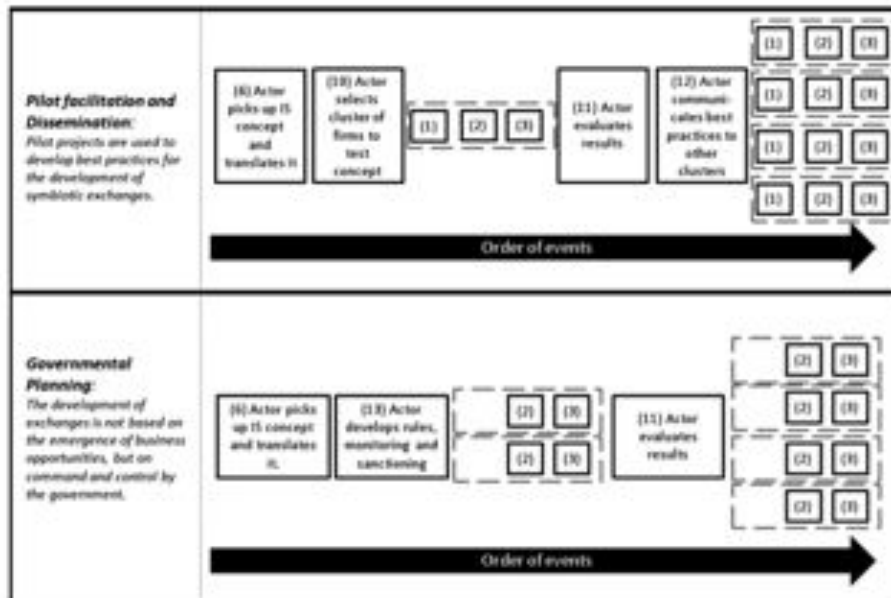 Pilot facilitation and
Dissemination:
Pilot projects are used to
develop best practices for
the development of
symbiotic exchanges.
(6) Actor
picks up IS
concept
and
translates it
(10) Actor
selects
cluster of
firms to
test
concept
(1) (2) (3)
(11) Actor
evaluates
results
(12) Actor
communi-
cates best
practices to
other
clusters
(1) (2) (3)
(1) (2) (3)
(1) (2) (3)
(1) (2) (3)
Order of events
Governmental
Planning:
The development of
exchanges is not based on
the emergence of business
opportunities, but on
command and control by
the government.
(6) Actor picks
up IS concept
and translates
it.
(13) Actor
develops rules,
monitoring and
sanctioning
(2) (3)
(2) (3)
(11) Actor
evaluates
results
(2) (3)
(2) (3)
(2) (3)
(2) (3)
Order of events